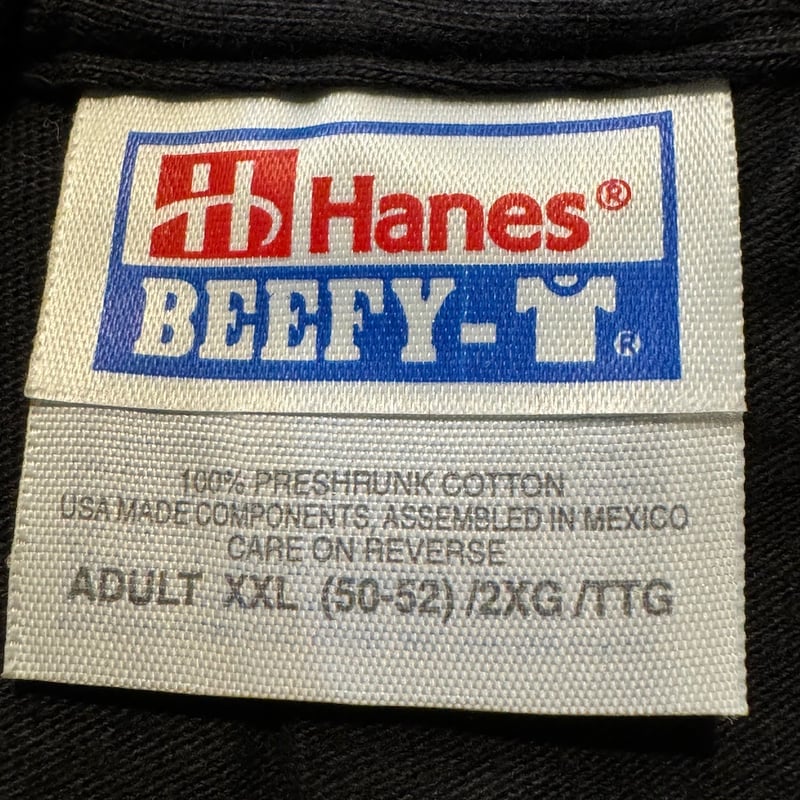 Hanes®
BEEFY-®
100% PRESHRUNK COTTON
USA MADE COMPONENTS, ASSEMBLED IN MEXICO
CARE ON REVERSE
ADULT XXL (50-52) /2XG /TTG